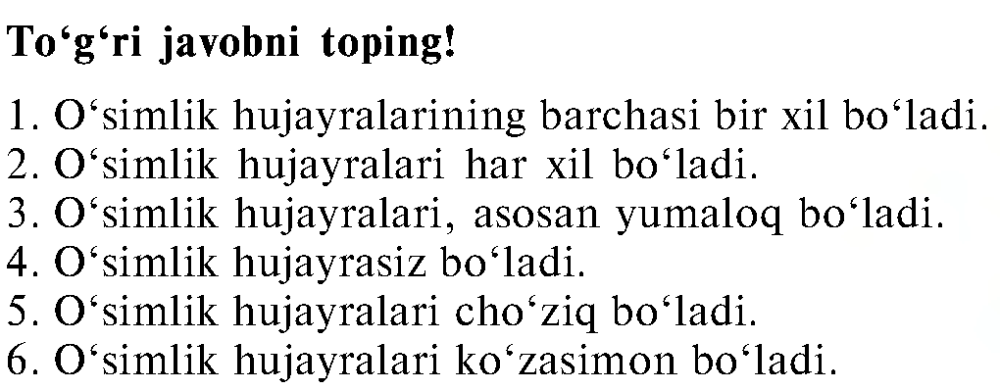 To‘g‘ri javobni toping!
1. O‘simlik hujayralarining barchasi bir xil bo‘ladi.
2. O‘simlik hujayralari har xil bo‘ladi.
3. O‘simlik hujayralari, asosan yumaloq bo‘ladi.
4. O‘simlik hujayrasiz bo‘ladi.
5. O‘simlik hujayralari cho‘ziq bo‘ladi.
6. O‘simlik hujayralari ko‘zasimon bo‘ladi.